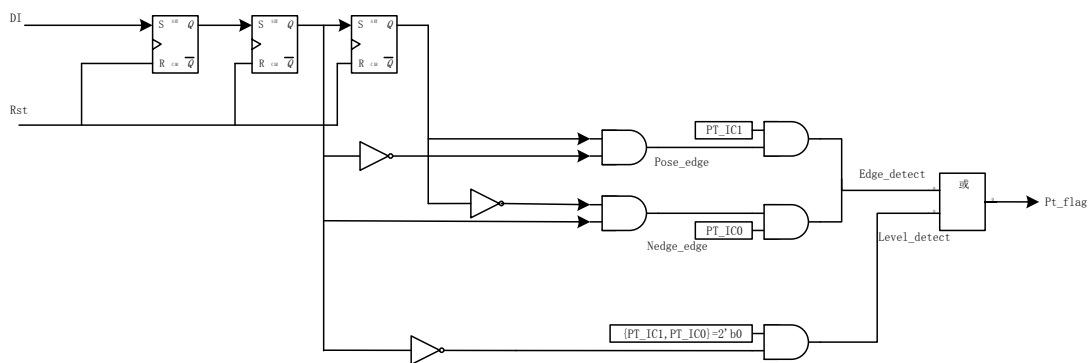 DI
S Q
S Q
S Q
R Q
R Q
R Q
Rst
PT_IC1
Pose_edge
Edge_detect
或
Pt_flag
PT_IC0
Level_detect
Nedge_edge
{PT_IC1,PT_IC0}=2'b0